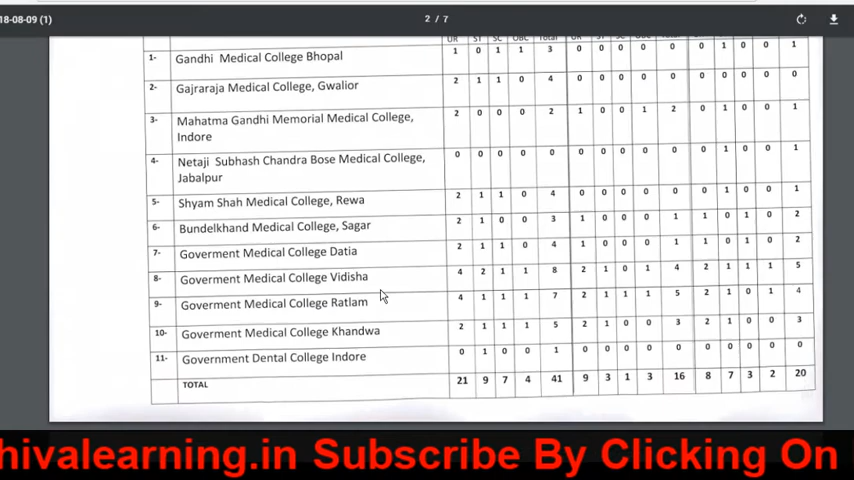 18-08-09 (1) 2 / 7
UR ST SC OBC Total UR
1- Gandhi Medical College Bhopal 1 0 1 1 3 0 0 0 0 0 0 1 0 0 1
2- Gajraraja Medical College, Gwalior 2 1 1 0 4 0 0 0 0 0 0 0 0 0 0
3- Mahatma Gandhi Memorial Medical College, 2 0 0 0 2 1 0 0 1 2 0 1 0 0 1
Indore
4- Netaji Subhash Chandra Bose Medical College, 0 0 0 0 0 0 0 0 0 0 0 1 0 0 1
Jabalpur
5- Shyam Shah Medical College, Rewa 2 1 1 0 4 0 0 0 0 0 0 1 0 0 1
6- Bundelkhand Medical College, Sagar 2 1 0 0 3 1 0 0 0 1 1 0 1 0 2
7- Goverment Medical College Datia 2 1 1 0 4 1 0 0 0 1 1 0 1 0 2
8- Goverment Medical College Vidisha 4 2 1 1 8 2 1 0 1 4 2 1 1 1 5
9- Goverment Medical College Ratlam 4 1 1 1 7 2 1 1 1 5 2 1 0 1 4
10- Goverment Medical College Khandwa 2 1 1 1 5 2 1 0 0 3 2 1 0 0 3
11- Government Dental College Indore 0 1 0 0 1 0 0 0 0 0 0 0 0 0 0
TOTAL 21 9 7 4 41 9 3 1 3 16 8 7 3 2 20
hivalearning.in Subscribe By Clicking On